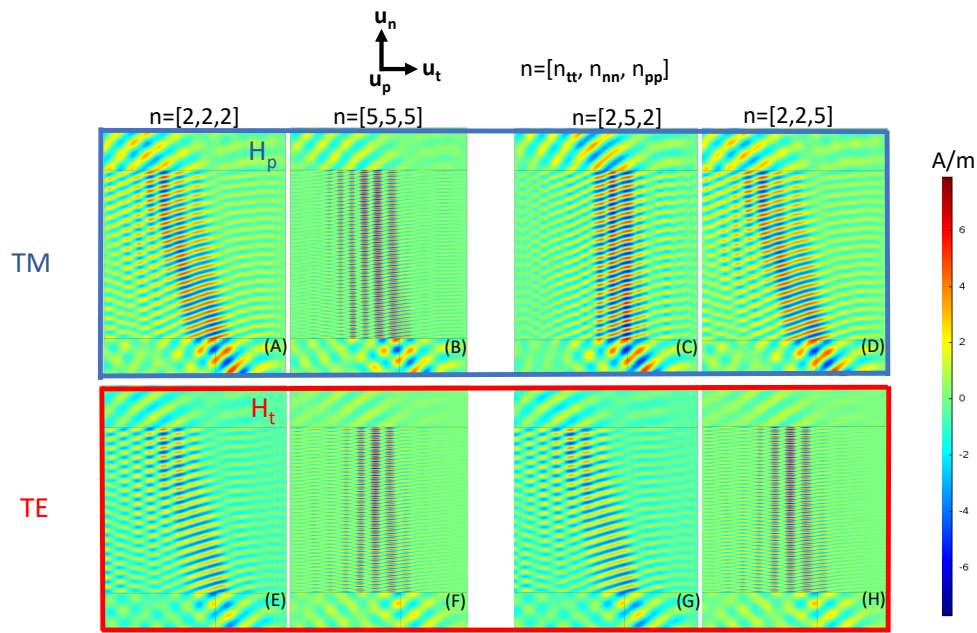 u_n
u_p
u_t
n=[n_tt, n_nn, n_pp]
n=[2,2,2]
n=[5,5,5]
n=[2,5,2]
n=[2,2,5]
TM
H_p
(A)
(B)
(C)
(D)
TE
H_t
(E)
(F)
(G)
(H)
A/m
6
4
2
0
-2
-4
-6